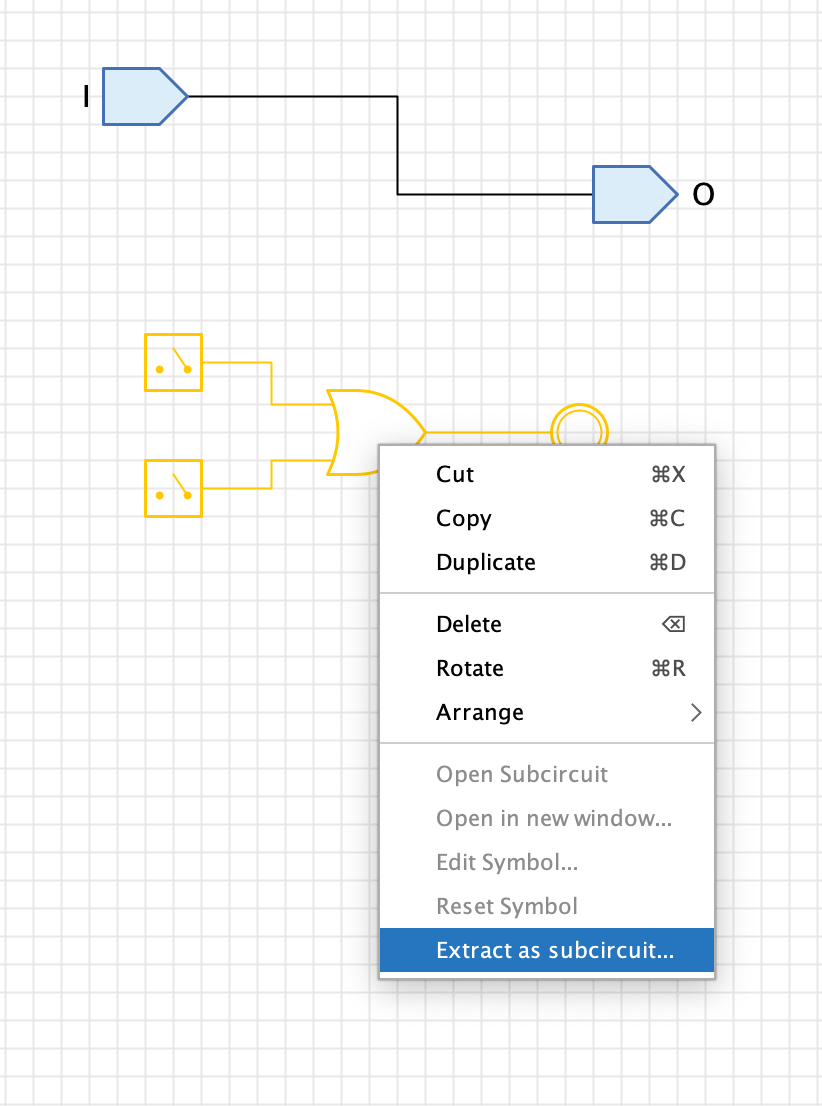 I
O
Cut ⌘X
Copy ⌘C
Duplicate ⌘D
Delete ⌫
Rotate ⌘R
Arrange
Open Subcircuit
Open in new window...
Edit Symbol...
Reset Symbol
Extract as subcircuit...